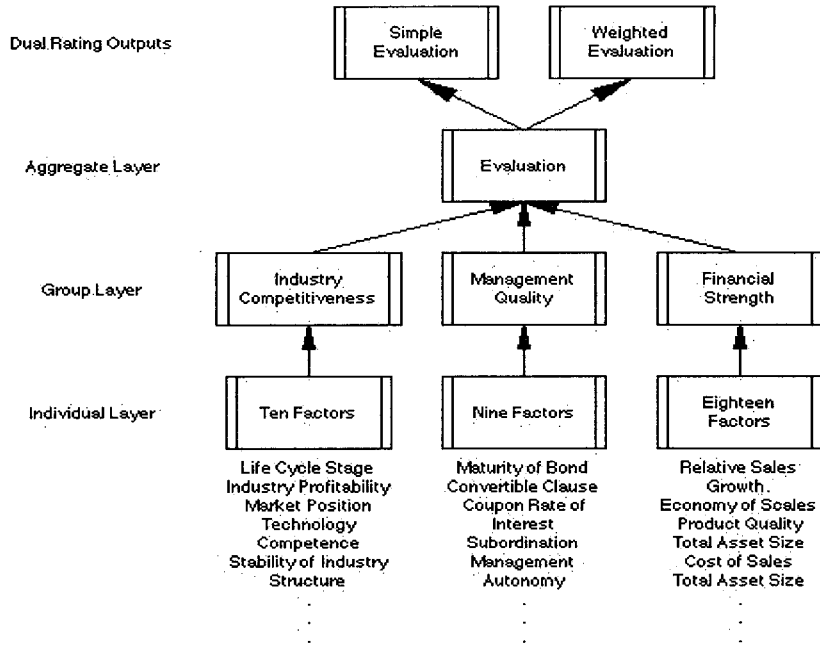 Dual Rating Outputs
Simple
Evaluation
Weighted
Evaluation
Aggregate Layer
Evaluation
Group Layer
Industry
Competitiveness
Management
Quality
Financial
Strength
Individual Layer
Ten Factors
Nine Factors
Eighteen
Factors
Life Cycle Stage
Industry Profitability
Market Position
Technology
Competence
Stability of Industry
Structure
Maturity of Bond
Convertible Clause
Coupon Rate of
Interest
Subordination
Management
Autonomy
Relative Sales
Growth
Economy of Scales
Product Quality
Total Asset Size
Cost of Sales
Total Asset Size